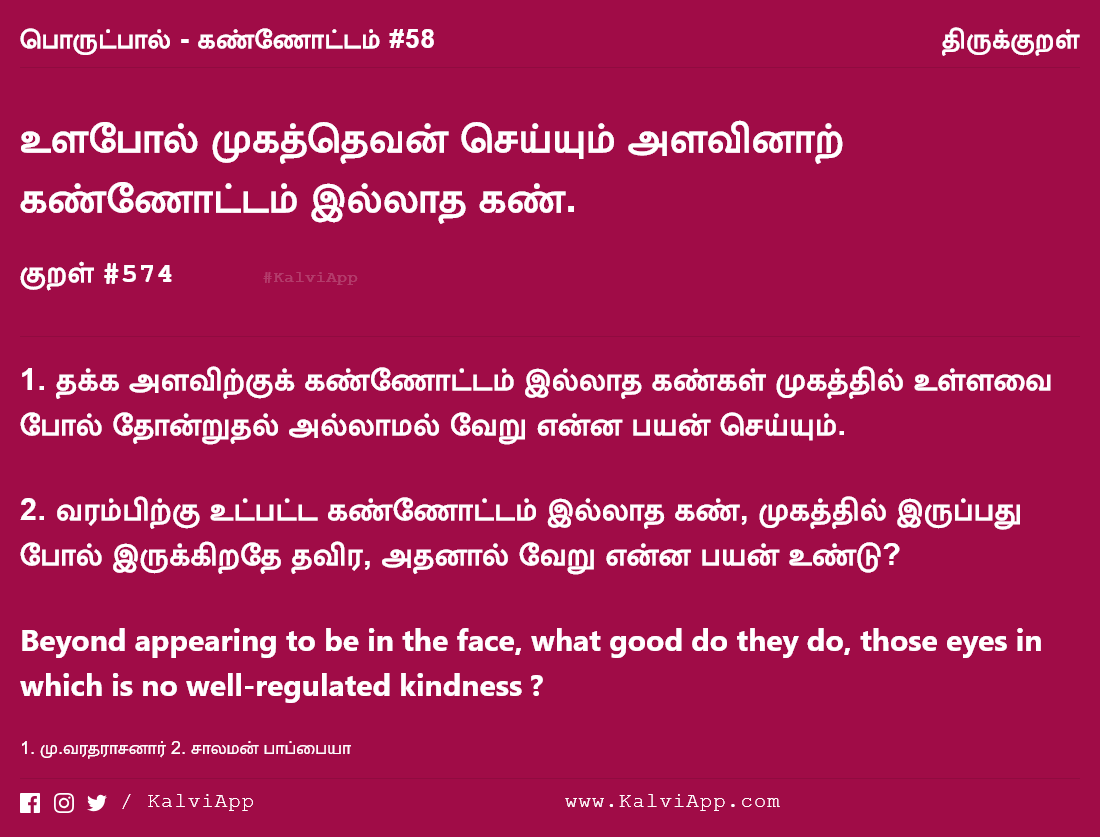 பொருட்பால் - கண்ணோட்டம் #58
திருக்குறள்
உளபோல் முகத்தெவன் செய்யும் அளவினாற்
கண்ணோட்டம் இல்லாத கண்.
குறள் #574
#KalviApp
1. தக்க அளவிற்குக் கண்ணோட்டம் இல்லாத கண்கள் முகத்தில் உள்ளவை
போல் தோன்றுதல் அல்லாமல் வேறு என்ன பயன் செய்யும்.
2. வரம்பிற்கு உட்பட்ட கண்ணோட்டம் இல்லாத கண், முகத்தில் இருப்பது
போல் இருக்கிறதே தவிர, அதனால் வேறு என்ன பயன் உண்டு?
Beyond appearing to be in the face, what good do they do, those eyes in
which is no well-regulated kindness ?
1. மு.வரதராசனார் 2. சாலமன் பாப்பையா
/ KalviApp
www.KalviApp.com